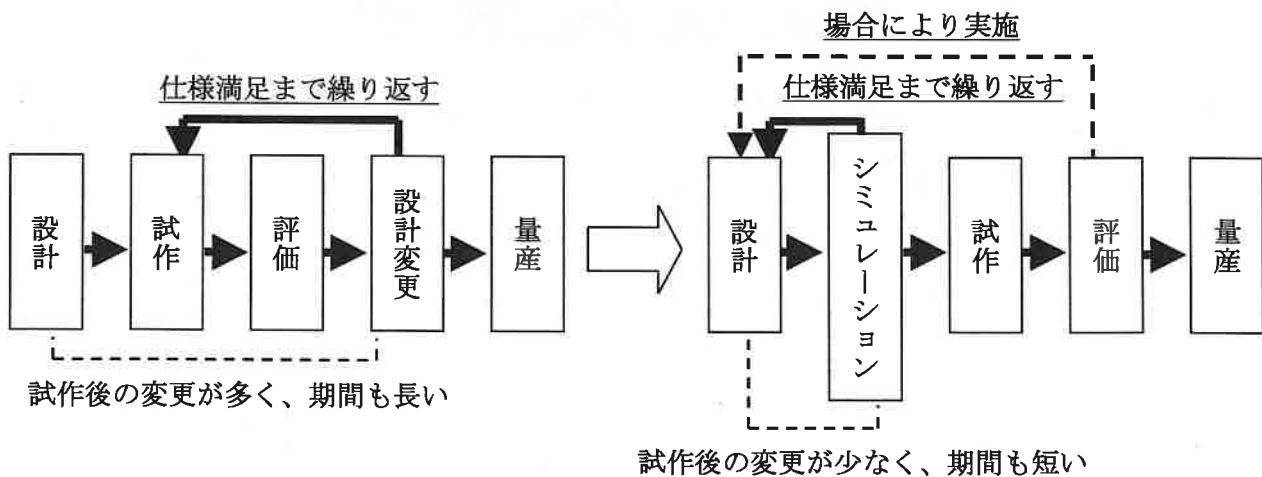 場合により実施
仕様満足まで繰り返す
仕様満足まで繰り返す
設計
試作
評価
設計変更
量産
設計
シミュレーション
試作
評価
量産
試作後の変更が多く、期間も長い
試作後の変更が少なく、期間も短い